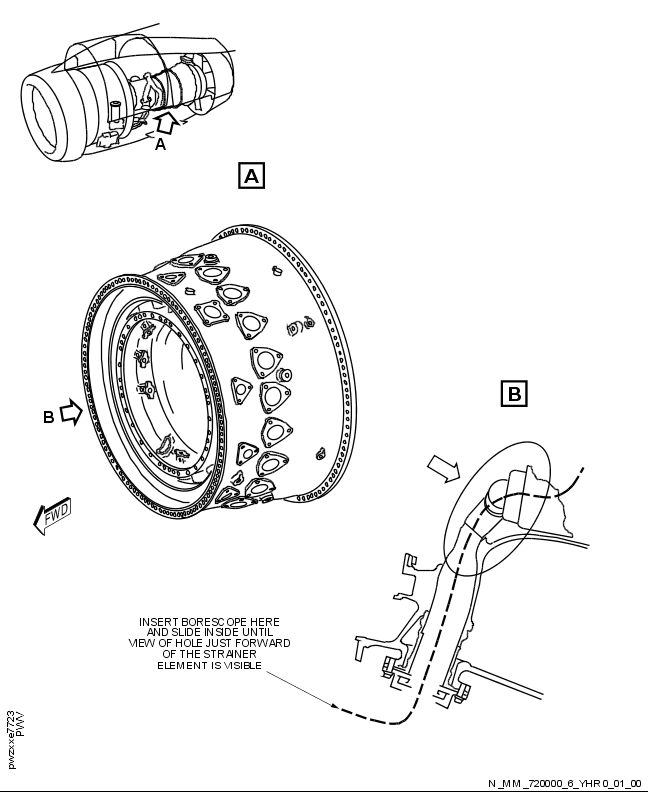 A
A
B
B
FWD
INSERT BORESCOPE HERE
AND SLIDE INSIDE UNTIL
VIEW OF HOLE JUST FORWARD
OF THE STRAINER
ELEMENT IS VISIBLE
pwzxxe7723
PWV
N_MM_720000_6_YHR0_01_00